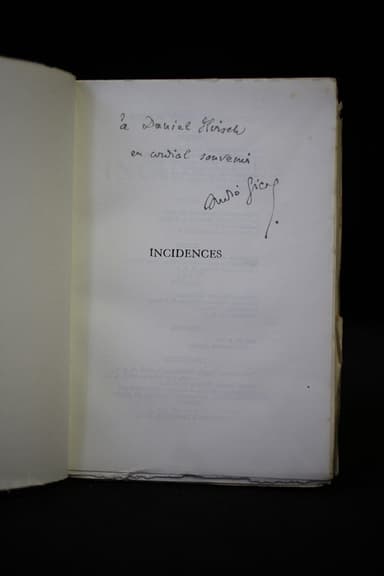 à Daniel Hirsch
en cordial souvenir
André Gide.
INCIDENCES